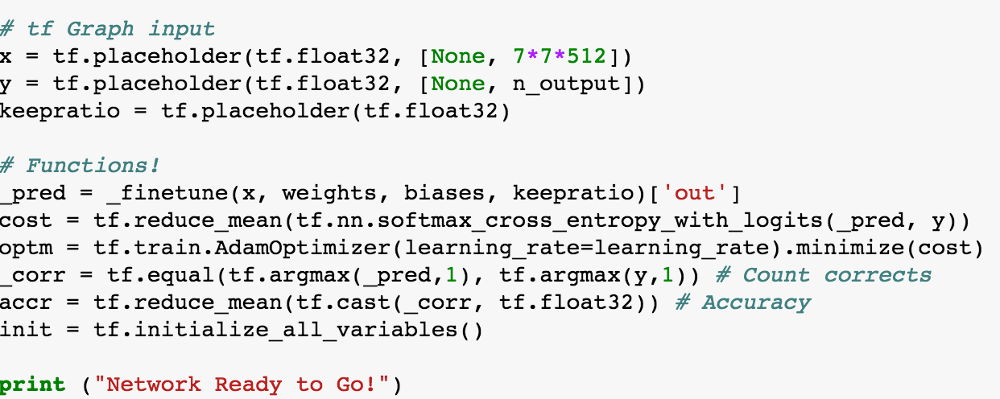 # tf Graph input
x = tf.placeholder(tf.float32, [None, 7*7*512])
y = tf.placeholder(tf.float32, [None, n_output])
keepratio = tf.placeholder(tf.float32)
# Functions!
_pred = _finetune(x, weights, biases, keepratio)['out']
cost = tf.reduce_mean(tf.nn.softmax_cross_entropy_with_logits(_pred, y))
optm = tf.train.AdamOptimizer(learning_rate=learning_rate).minimize(cost)
_corr = tf.equal(tf.argmax(_pred,1), tf.argmax(y,1)) # Count corrects
accr = tf.reduce_mean(tf.cast(_corr, tf.float32)) # Accuracy
init = tf.initialize_all_variables()
print ("Network Ready to Go!")